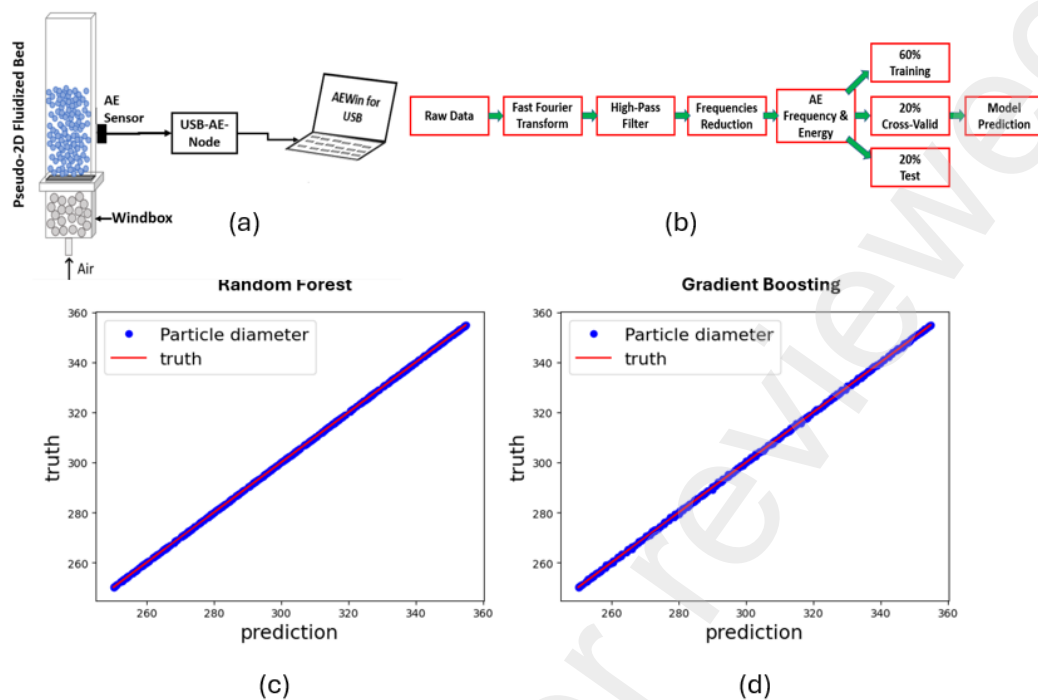 Pseudo-2D Fluidized Bed
AE
Sensor
USB-AE-
Node
AEWin for
USB
Windbox
Air
(a)
Raw Data
Fast Fourier
Transform
High-Pass
Filter
Frequencies
Reduction
AE
Frequency &
Energy
60%
Training
20%
Cross-Valid
20%
Test
Model
Prediction
(b)
Random Forest
360
340
320
300
280
260
truth
Particle diameter
truth
260
280
300
320
340
360
prediction
(c)
Gradient Boosting
360
340
320
300
280
260
truth
Particle diameter
truth
260
280
300
320
340
360
prediction
(d)
reviewe